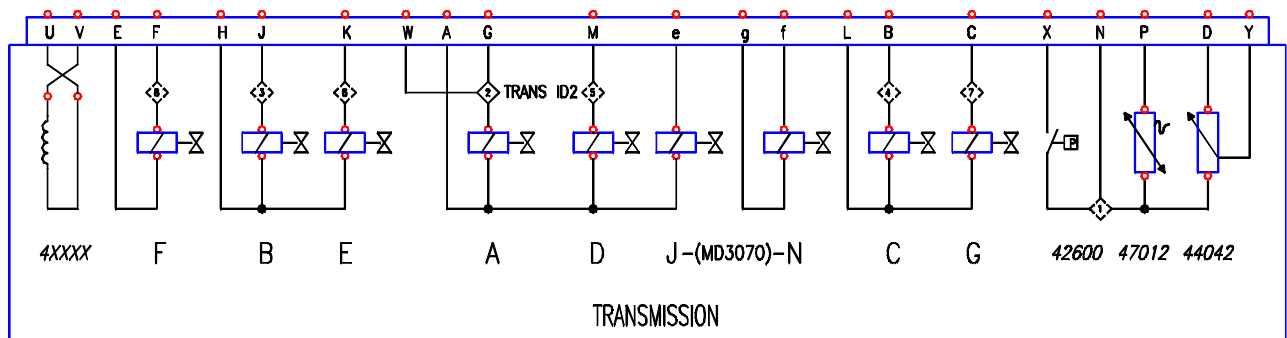 U V E F H J K W A G M e g f L B C X N P D Y
8 3 6 2 TRANS ID2 5 4 7
P
1
4XXXX F B E A D J-(MD3070)-N C G 42600 47012 44042
TRANSMISSION